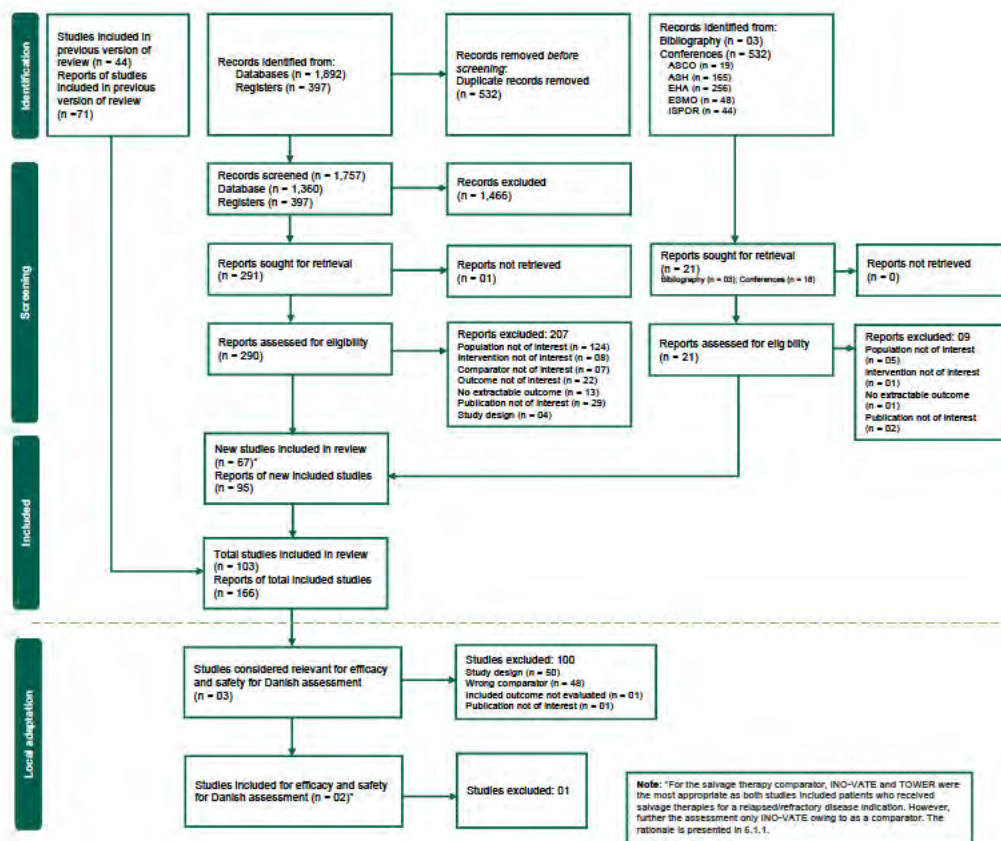 Identification
Studies included in
previous version of
review (n = 44)
Reports of studies
included in previous
version of review
(n =71)
Records identified from:
Databases (n = 1,892)
Registers (n = 397)
Records removed before
screening:
Duplicate records removed
(n = 532)
Records identified from:
Bibliography (n = 03)
Conferences (n = 532)
ASCO (n = 19)
ASH (n = 165)
EHA (n = 256)
ESMO (n = 48)
ISPOR (n = 44)
Screening
Records screened (n = 1,757)
Database (n = 1,360)
Registers (n = 397)
Records excluded
(n = 1,466)
Reports sought for retrieval
(n = 291)
Reports not retrieved
(n = 01)
Reports sought for retrieval
(n = 21)
Bibliography (n = 03); Conferences (n = 18)
Reports not retrieved
(n = 0)
Reports assessed for eligibility
(n = 290)
Reports excluded: 207
Population not of interest (n = 124)
Intervention not of interest (n = 08)
Comparator not of interest (n = 07)
Outcome not of interest (n = 22)
No extractable outcome (n = 13)
Publication not of interest (n = 29)
Study design (n = 04)
Reports assessed for elig bility
(n = 21)
Reports excluded: 09
Population not of interest
(n = 05)
Intervention not of interest
(n = 01)
No extractable outcome
(n = 01)
Publication not of interest
(n = 02)
Included
New studies included in review
(n = 67)*
Reports of new included studies
(n = 95)
Total studies included in review
(n = 103)
Reports of total included studies
(n = 166)
Local adaptation
Studies considered relevant for efficacy
and safety for Danish assessment
(n = 03)
Studies excluded: 100
Study design (n = 50)
Wrong comparator (n = 48)
Included outcome not evaluated (n = 01)
Publication not of interest (n = 01)
Studies included for efficacy and safety
for Danish assessment (n = 02)*
Studies excluded: 01
Note: *For the salvage therapy comparator, INO-VATE and TOWER were
the most appropriate as both studies included patients who received
salvage therapies for a relapsed/refractory disease indication. However,
further the assessment only INO-VATE owing to as a comparator. The
rationale is presented in 6.1.1.